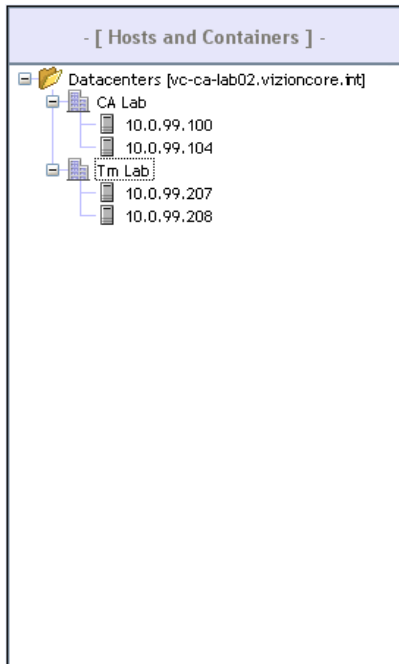 - [ Hosts and Containers ] -
Datacenters [vc-ca-lab02.vizioncore.int]
CA Lab
10.0.99.100
10.0.99.104
Tm Lab
10.0.99.207
10.0.99.208